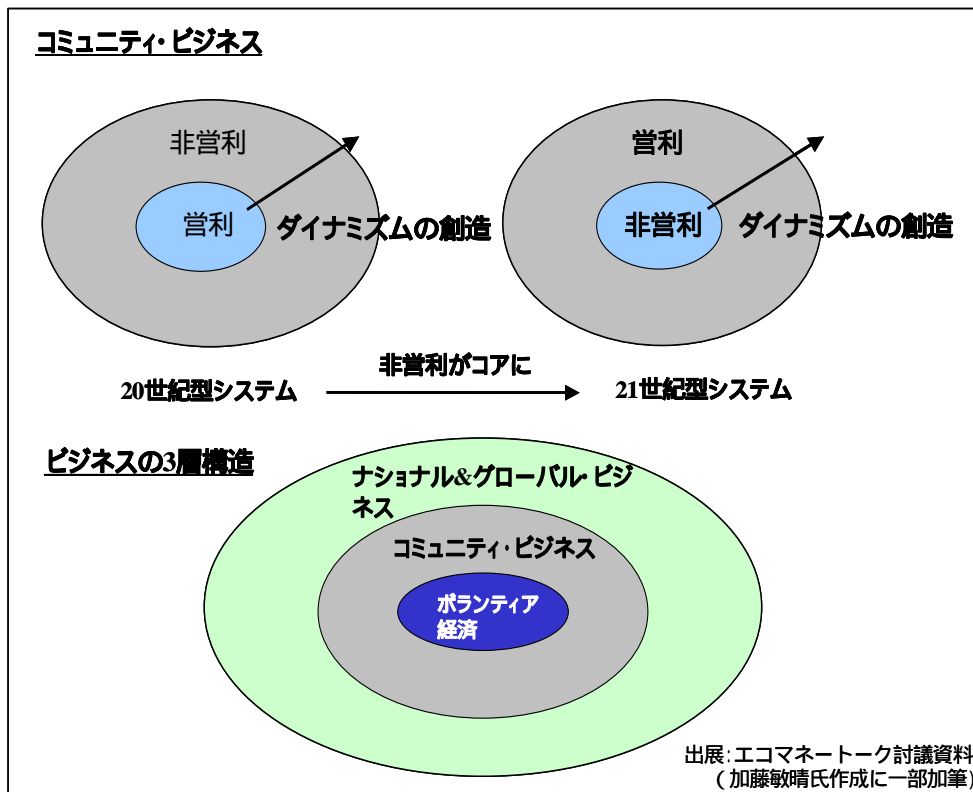 コミュニティ・ビジネス
非営利
営利
ダイナミズムの創造
営利
非営利
ダイナミズムの創造
非営利がコアに
20世紀型システム
21世紀型システム
ビジネスの3層構造
ナショナル&グローバル・ビジ
ネス
コミュニティ・ビジネス
ボランティア
経済
出展:エコマネートーク討議資料
(加藤敏晴氏作成に一部加筆)